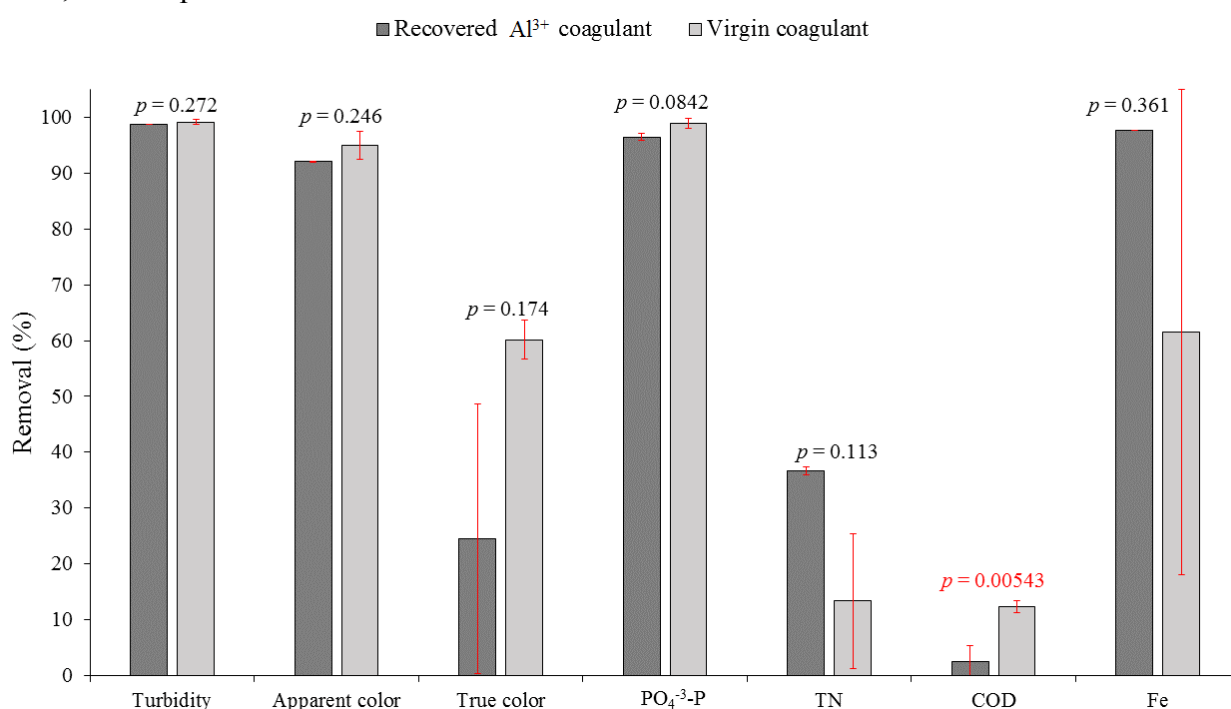 Recovered Al³⁺ coagulant Virgin coagulant
p = 0.272
p = 0.246
p = 0.174
p = 0.0842
p = 0.113
p = 0.00543
p = 0.361
Removal (%)
100
90
80
70
60
50
40
30
20
10
0
Turbidity Apparent color True color PO₄⁻³-P TN COD Fe